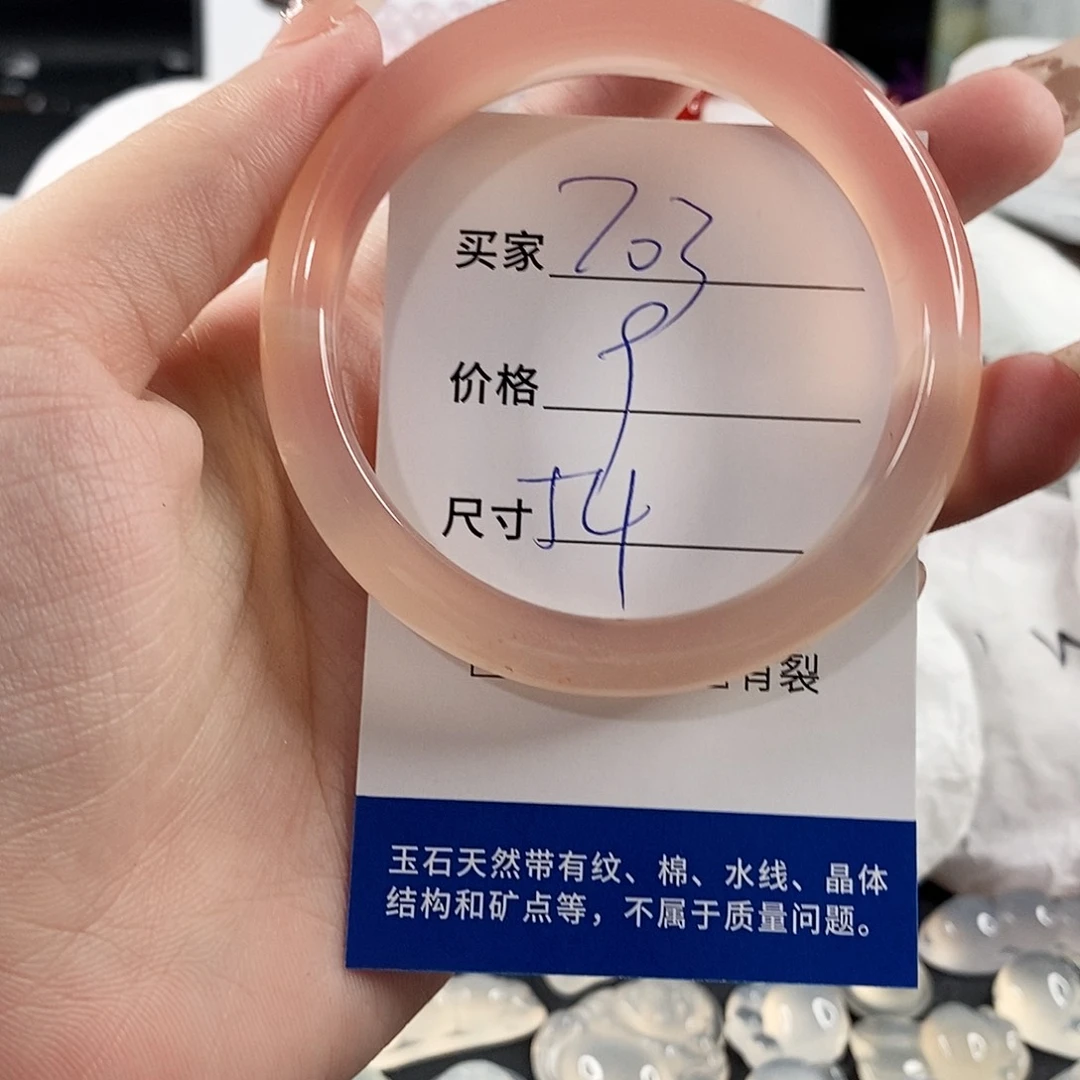 买家 703
价格 9
尺寸 54
有裂
玉石天然带有纹、棉、水线、晶体
结构和矿点等，不属于质量问题。